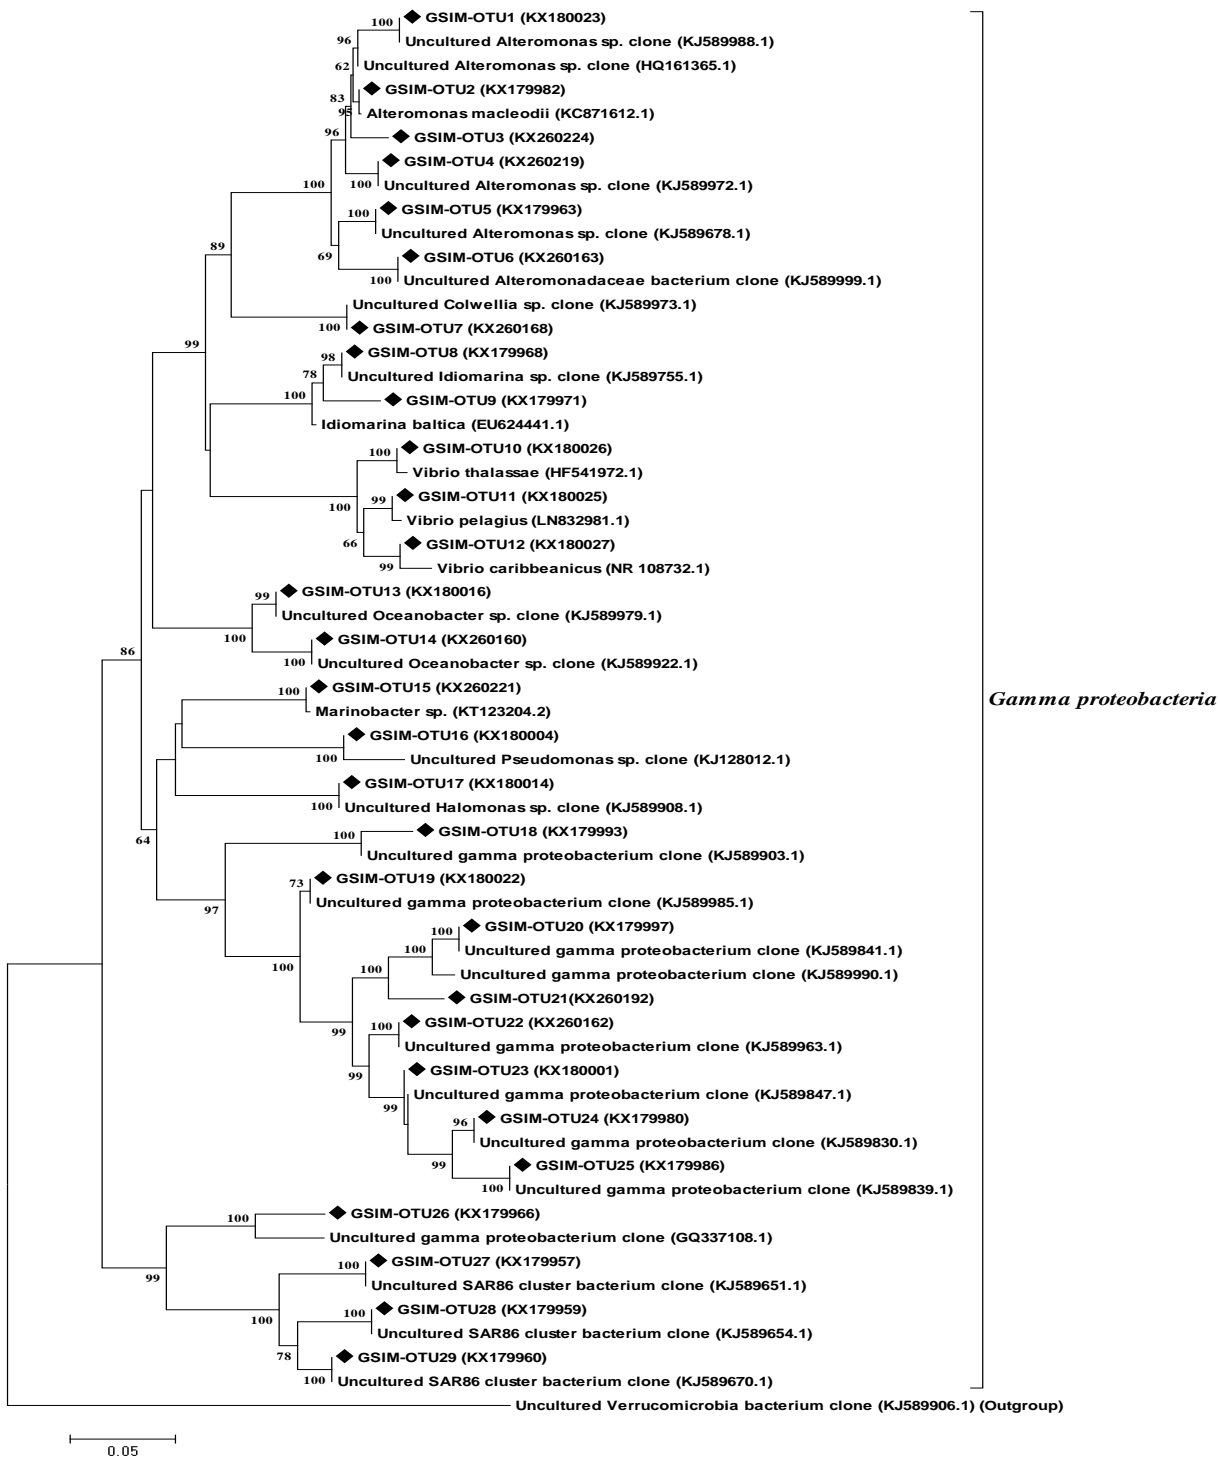 GSIM-OTU1 (KX180023)
100
Uncultured Alteromonas sp. clone (KJ589988.1)
96
Uncultured Alteromonas sp. clone (HQ161365.1)
62
GSIM-OTU2 (KX179982)
83
95
Alteromonas macleodii (KC871612.1)
96
GSIM-OTU3 (KX260224)
GSIM-OTU4 (KX260219)
100
100
Uncultured Alteromonas sp. clone (KJ589972.1)
GSIM-OTU5 (KX179963)
100
Uncultured Alteromonas sp. clone (KJ589678.1)
89
69
GSIM-OTU6 (KX260163)
100
Uncultured Alteromonadaceae bacterium clone (KJ589999.1)
Uncultured Colwellia sp. clone (KJ589973.1)
100
GSIM-OTU7 (KX260168)
99
GSIM-OTU8 (KX179968)
98
78
Uncultured Idiomarina sp. clone (KJ589755.1)
100
GSIM-OTU9 (KX179971)
Idiomarina baltica (EU624441.1)
GSIM-OTU10 (KX180026)
100
Vibrio thalassae (HF541972.1)
100
GSIM-OTU11 (KX180025)
99
Vibrio pelagius (LN832981.1)
66
GSIM-OTU12 (KX180027)
99
Vibrio caribbeanicus (NR 108732.1)
GSIM-OTU13 (KX180016)
99
Uncultured Oceanobacter sp. clone (KJ589979.1)
100
GSIM-OTU14 (KX260160)
86
100
Uncultured Oceanobacter sp. clone (KJ589922.1)
GSIM-OTU15 (KX260221)
100
Gamma proteobacteria
Marinobacter sp. (KT123204.2)
GSIM-OTU16 (KX180004)
100
Uncultured Pseudomonas sp. clone (KJ128012.1)
GSIM-OTU17 (KX180014)
100
Uncultured Halomonas sp. clone (KJ589908.1)
64
GSIM-OTU18 (KX179993)
100
Uncultured gamma proteobacterium clone (KJ589903.1)
GSIM-OTU19 (KX180022)
73
97
Uncultured gamma proteobacterium clone (KJ589985.1)
GSIM-OTU20 (KX179997)
100
100
Uncultured gamma proteobacterium clone (KJ589841.1)
100
100
Uncultured gamma proteobacterium clone (KJ589990.1)
GSIM-OTU21(KX260192)
99
GSIM-OTU22 (KX260162)
100
Uncultured gamma proteobacterium clone (KJ589963.1)
99
GSIM-OTU23 (KX180001)
Uncultured gamma proteobacterium clone (KJ589847.1)
99
GSIM-OTU24 (KX179980)
96
Uncultured gamma proteobacterium clone (KJ589830.1)
99
GSIM-OTU25 (KX179986)
100
Uncultured gamma proteobacterium clone (KJ589839.1)
GSIM-OTU26 (KX179966)
100
Uncultured gamma proteobacterium clone (GQ337108.1)
99
GSIM-OTU27 (KX179957)
100
Uncultured SAR86 cluster bacterium clone (KJ589651.1)
GSIM-OTU28 (KX179959)
100
100
Uncultured SAR86 cluster bacterium clone (KJ589654.1)
78
GSIM-OTU29 (KX179960)
100
Uncultured SAR86 cluster bacterium clone (KJ589670.1)
Uncultured Verrucomicrobia bacterium clone (KJ589906.1) (Outgroup)
0.05